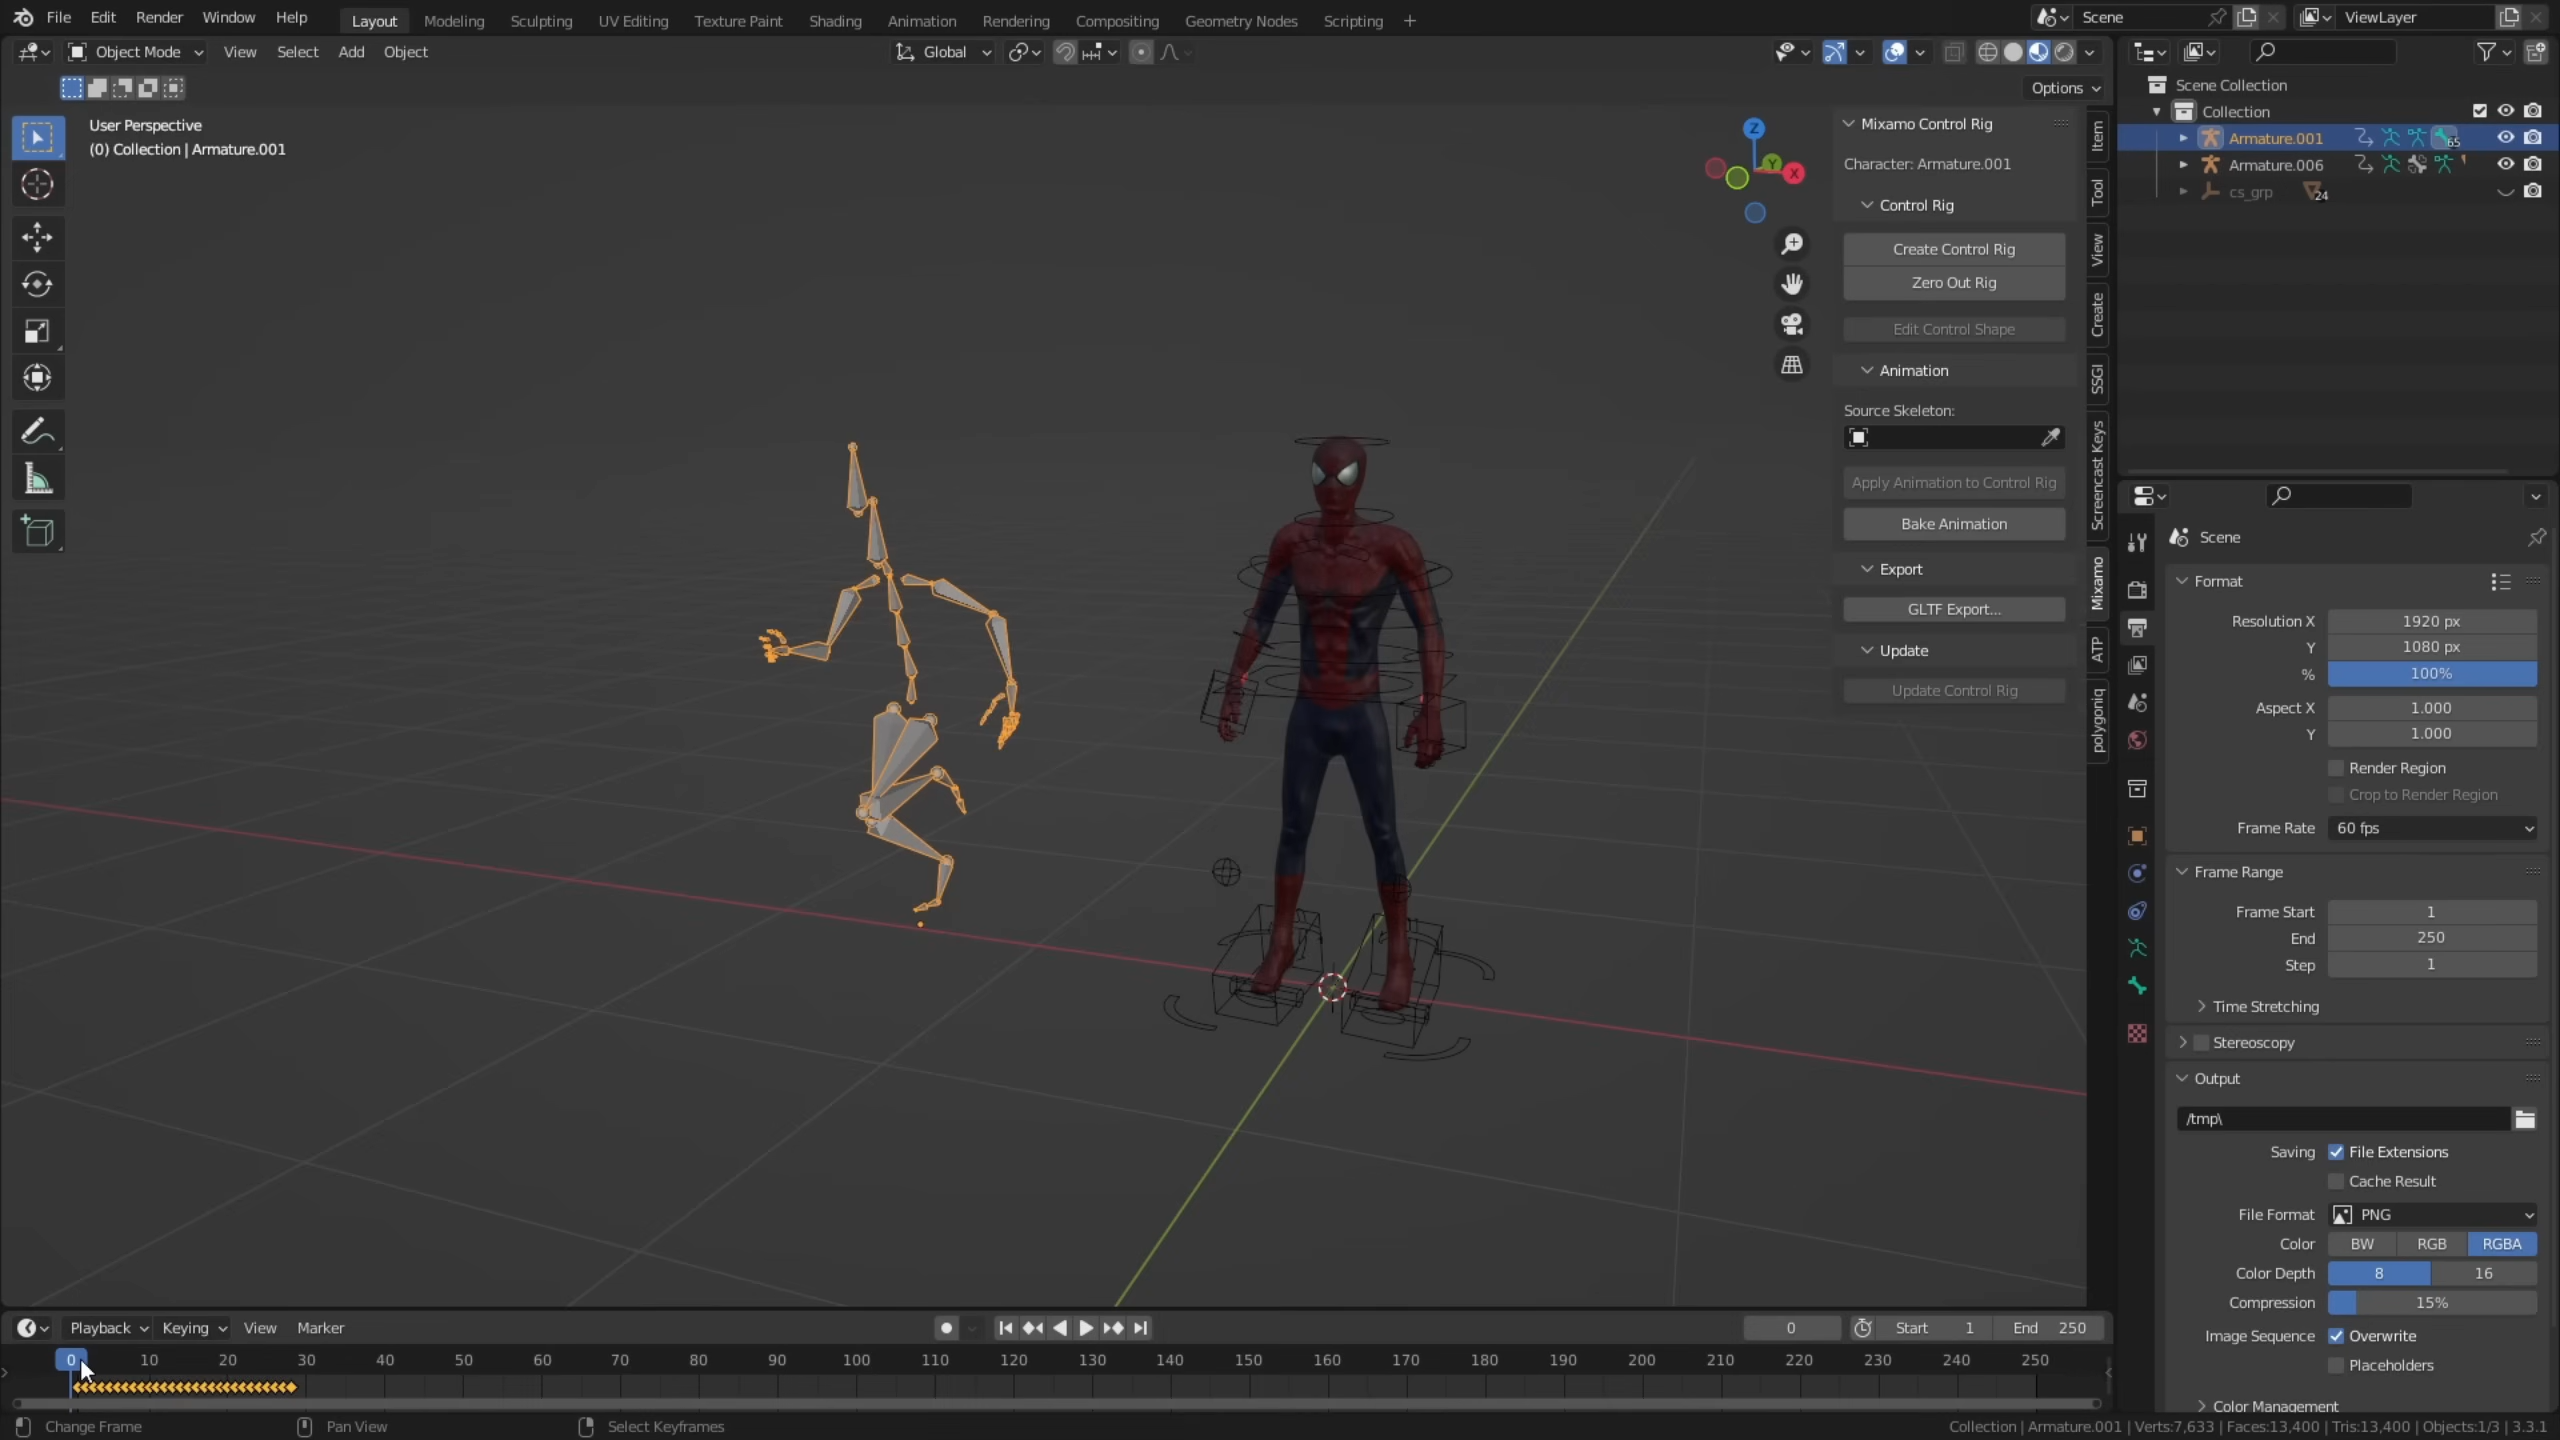 File Edit Render Window Help Layout Modeling Sculpting UV Editing Texture Paint Shading Animation Rendering Compositing Geometry Nodes Scripting + Scene ViewLayer
Object Mode View Select Add Object Global
Options
User Perspective
(0) Collection | Armature.001
Z
Y
X
Mixamo Control Rig
Character: Armature.001
Control Rig
Create Control Rig
Zero Out Rig
Edit Control Shape
Animation
Source Skeleton:
Apply Animation to Control Rig
Bake Animation
Export
GLTF Export...
Update
Update Control Rig
Item
Tool
View
Create
SSGI
Screencast Keys
Mixamo
ATP
polygoniq
Scene Collection
Collection
Armature.001 65
Armature.006
cs_grp 24
Scene
Format
Resolution X 1920 px
Y 1080 px
% 100%
Aspect X 1.000
Y 1.000
Render Region
Crop to Render Region
Frame Rate 60 fps
Frame Range
Frame Start 1
End 250
Step 1
Time Stretching
Stereoscopy
Output
/tmp\
Saving File Extensions
Cache Result
File Format PNG
Color BW RGB RGBA
Color Depth 8 16
Compression 15%
Image Sequence Overwrite
Placeholders
Color Management
Playback Keying View Marker 0 Start 1 End 250
0 10 20 30 40 50 60 70 80 90 100 110 120 130 140 150 160 170 180 190 200 210 220 230 240 250
Change Frame Pan View Select Keyframes Collection | Armature.001 | Verts:7,633 | Faces:13,400 | Tris:13,400 | Objects:1/3 | 3.3.1